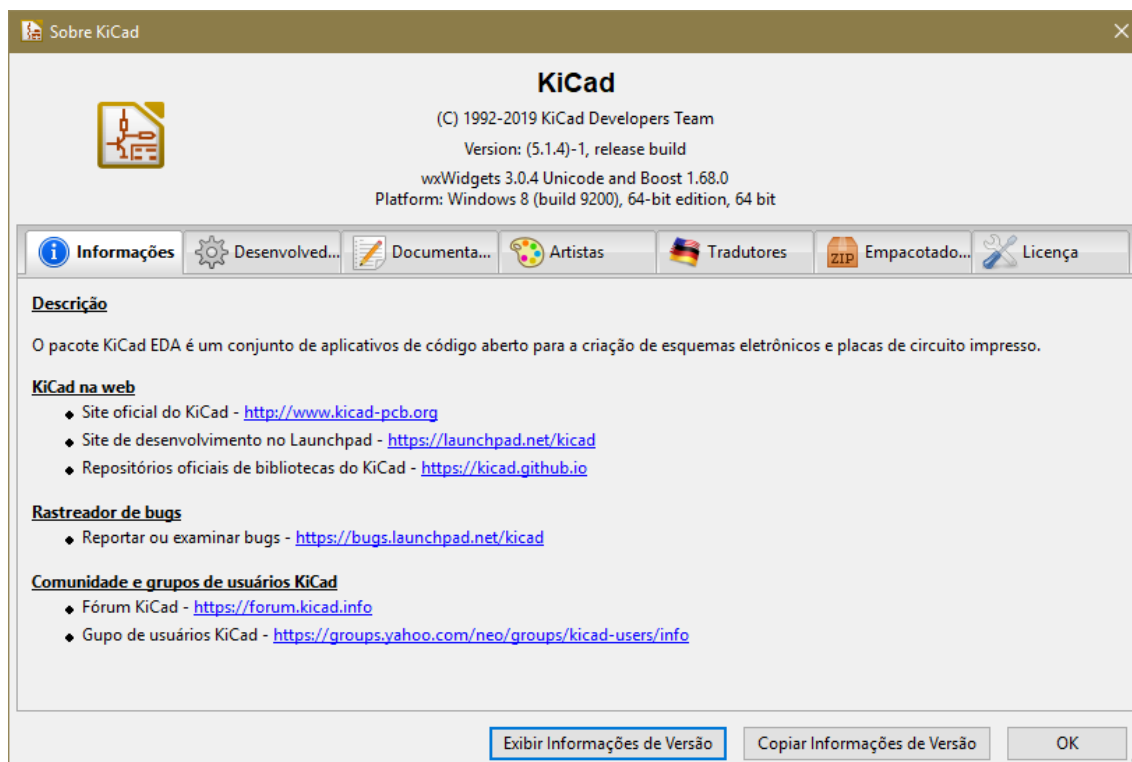 Sobre KiCad
KiCad
(C) 1992-2019 KiCad Developers Team
Version: (5.1.4)-1, release build
wxWidgets 3.0.4 Unicode and Boost 1.68.0
Platform: Windows 8 (build 9200), 64-bit edition, 64 bit
Informações Desenvolved... Documenta... Artistas Tradutores ZIP Empacotado... Licença
Descrição
O pacote KiCad EDA é um conjunto de aplicativos de código aberto para a criação de esquemas eletrônicos e placas de circuito impresso.
KiCad na web
Site oficial do KiCad - http://www.kicad-pcb.org
Site de desenvolvimento no Launchpad - https://launchpad.net/kicad
Repositórios oficiais de bibliotecas do KiCad - https://kicad.github.io
Rastreador de bugs
Reportar ou examinar bugs - https://bugs.launchpad.net/kicad
Comunidade e grupos de usuários KiCad
Fórum KiCad - https://forum.kicad.info
Gupo de usuários KiCad - https://groups.yahoo.com/neo/groups/kicad-users/info
Exibir Informações de Versão Copiar Informações de Versão OK